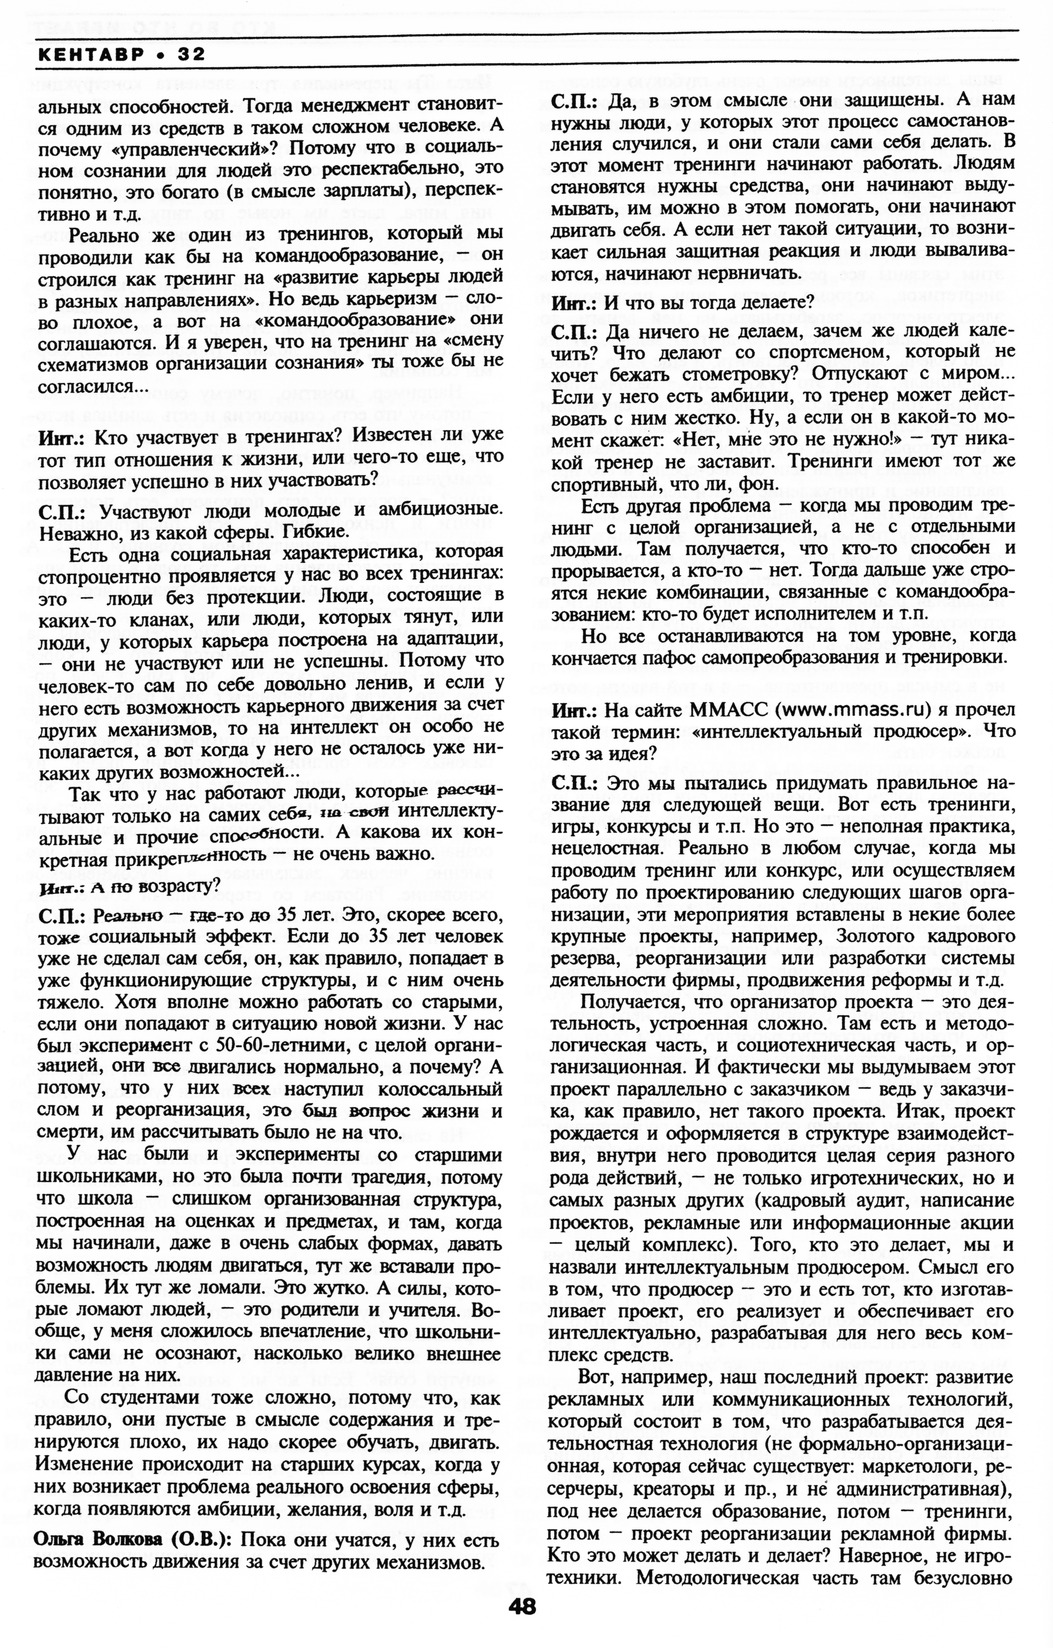 КЕНТАВР • 32
альных способностей. Тогда менеджмент становит-
ся одним из средств в таком сложном человеке. А
почему «управленческий»? Потому что в социаль-
ном сознании для людей это респектабельно, это
понятно, это богато (в смысле зарплаты), перспек-
тивно и т.д.
Реально же один из тренингов, который мы
проводили как бы на командообразование, — он
строился как тренинг на «развитие карьеры людей
в разных направлениях». Но ведь карьеризм — сло-
во плохое, а вот на «командообразование» они
соглашаются. И я уверен, что на тренинг на «смену
схематизмов организации сознания» ты тоже бы не
согласился...
Инт.: Кто участвует в тренингах? Известен ли уже
тот тип отношения к жизни, или чего-то еще, что
позволяет успешно в них участвовать?
С.П.: Участвуют люди молодые и амбициозные.
Неважно, из какой сферы. Гибкие.
Есть одна социальная характеристика, которая
стопроцентно проявляется у нас во всех тренингах:
это — люди без протекции. Люди, состоящие в
каких-то кланах, или люди, которых тянут, или
люди, у которых карьера построена на адаптации,
— они не участвуют или не успешны. Потому что
человек-то сам по себе довольно ленив, и если у
него есть возможность карьерного движения за счет
других механизмов, то на интеллект он особо не
полагается, а вот когда у него не осталось уже ни-
каких других возможностей...
Так что у нас работают люди, которые рассчи-
тывают только на самих себя, на свои интеллекту-
альные и прочие способности. А какова их кон-
кретная прикрепленность — не очень важно.
Инт.: А по возрасту?
С.П.: Реально — где-то до 35 лет. Это, скорее всего,
тоже социальный эффект. Если до 35 лет человек
уже не сделал сам себя, он, как правило, попадает в
уже функционирующие структуры, и с ним очень
тяжело. Хотя вполне можно работать со старыми,
если они попадают в ситуацию новой жизни. У нас
был эксперимент с 50-60-летними, с целой органи-
зацией, они все двигались нормально, а почему? А
потому, что у них всех наступил колоссальный
слом и реорганизация, это был вопрос жизни и
смерти, им рассчитывать было не на что.
У нас были и эксперименты со старшими
школьниками, но это была почти трагедия, потому
что школа — слишком организованная структура,
построенная на оценках и предметах, и там, когда
мы начинали, даже в очень слабых формах, давать
возможность людям двигаться, тут же вставали про-
блемы. Их тут же ломали. Это жутко. А силы, кото-
рые ломают людей, — это родители и учителя. Во-
обще, у меня сложилось впечатление, что школьни-
ки сами не осознают, насколько велико внешнее
давление на них.
Со студентами тоже сложно, потому что, как
правило, они пустые в смысле содержания и тре-
нируются плохо, их надо скорее обучать, двигать.
Изменение происходит на старших курсах, когда у
них возникает проблема реального освоения сферы,
когда появляются амбиции, желания, воля и т.д.
Ольга Волкова (О.В.): Пока они учатся, у них есть
возможность движения за счет других механизмов.
С.П.: Да, в этом смысле они защищены. А нам
нужны люди, у которых этот процесс самостанов-
ления случился, и они стали сами себя делать. В
этот момент тренинги начинают работать. Людям
становятся нужны средства, они начинают выду-
мывать, им можно в этом помогать, они начинают
двигать себя. А если нет такой ситуации, то возни-
кает сильная защитная реакция и люди вывалива-
ются, начинают нервничать.
Инт.: И что вы тогда делаете?
С.П.: Да ничего не делаем, зачем же людей кале-
чить? Что делают со спортсменом, который не
хочет бежать стометровку? Отпускают с миром...
Если у него есть амбиции, то тренер может дейст-
вовать с ним жестко. Ну, а если он в какой-то мо-
мент скажет: «Нет, мне это не нужно!» — тут ника-
кой тренер не заставит. Тренинги имеют тот же
спортивный, что ли, фон.
Есть другая проблема — когда мы проводим тре-
нинг с целой организацией, а не с отдельными
людьми. Там получается, что кто-то способен и
прорывается, а кто-то — нет. Тогда дальше уже стро-
ятся некие комбинации, связанные с командообра-
зованием: кто-то будет исполнителем и т.п.
Но все останавливаются на том уровне, когда
кончается пафос самопреобразования и тренировки.
Инт.: На сайте ММАСС (www.mmass.ru) я прочел
такой термин: «интеллектуальный продюсер». Что
это за идея?
С.П.: Это мы пытались придумать правильное на-
звание для следующей вещи. Вот есть тренинги,
игры, конкурсы и т.п. Но это — неполная практика,
нецелостная. Реально в любом случае, когда мы
проводим тренинг или конкурс, или осуществляем
работу по проектированию следующих шагов орга-
низации, эти мероприятия вставлены в некие более
крупные проекты, например, Золотого кадрового
резерва, реорганизации или разработки системы
деятельности фирмы, продвижения реформы и т.д.
Получается, что организатор проекта — это дея-
тельность, устроенная сложно. Там есть и методо-
логическая часть, и социотехническая часть, и ор-
ганизационная. И фактически мы выдумываем этот
проект параллельно с заказчиком — ведь у заказчи-
ка, как правило, нет такого проекта. Итак, проект
рождается и оформляется в структуре взаимодейст-
вия, внутри него проводится целая серия разного
рода действий, — не только игротехнических, но и
самых разных других (кадровый аудит, написание
проектов, рекламные или информационные акции
— целый комплекс). Того, кто это делает, мы и
назвали интеллектуальным продюсером. Смысл его
в том, что продюсер — это и есть тот, кто изготав-
ливает проект, его реализует и обеспечивает его
интеллектуально, разрабатывая для него весь ком-
плекс средств.
Вот, например, наш последний проект: развитие
рекламных или коммуникационных технологий,
который состоит в том, что разрабатывается дея-
тельностная технология (не формально-организаци-
онная, которая сейчас существует: маркетологи, ре-
серчеры, креаторы и пр., и не административная),
под нее делается образование, потом — тренинги,
потом — проект реорганизации рекламной фирмы.
Кто это может делать и делает? Наверное, не игро-
техники. Методологическая часть там безусловно
48